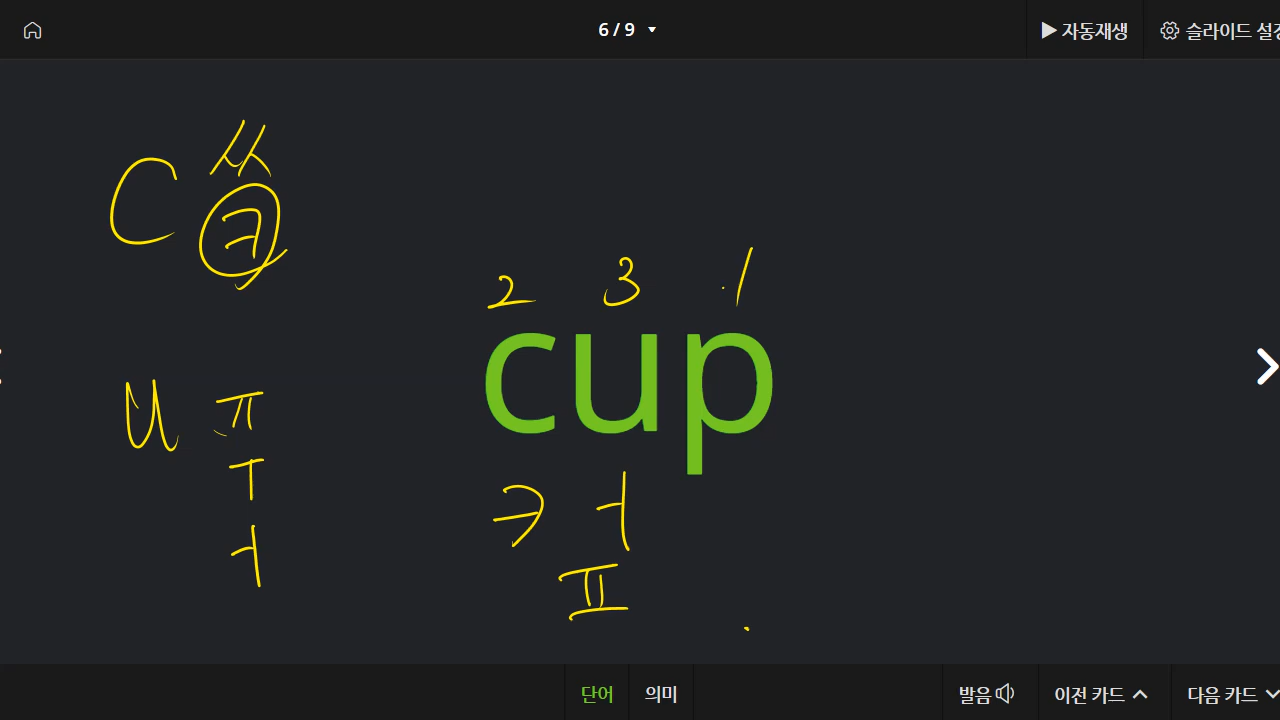 6 / 9
자동재생
슬라이드 설정
C ㅆ
ㅋ
2 3 1
cup
U ㅠ
ㅜ
ㅓ
ㅋ ㅓ
ㅍ
단어
의미
발음
이전 카드
다음 카드